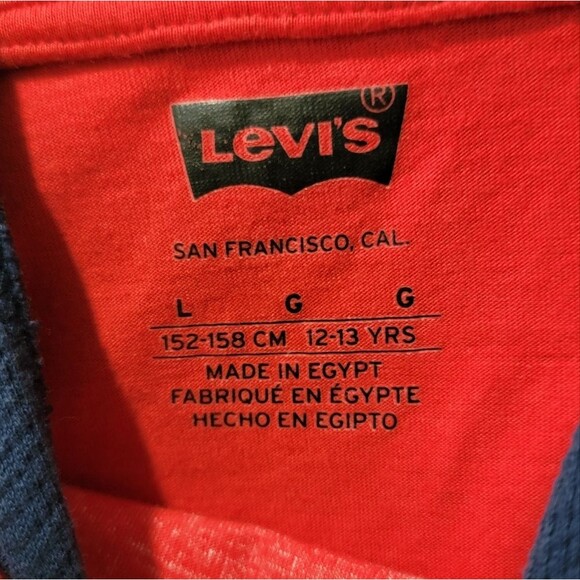 Levi's ®
SAN FRANCISCO, CAL.
L G G
152-158 CM 12-13 YRS
MADE IN EGYPT
FABRIQUÉ EN ÉGYPTE
HECHO EN EGIPTO